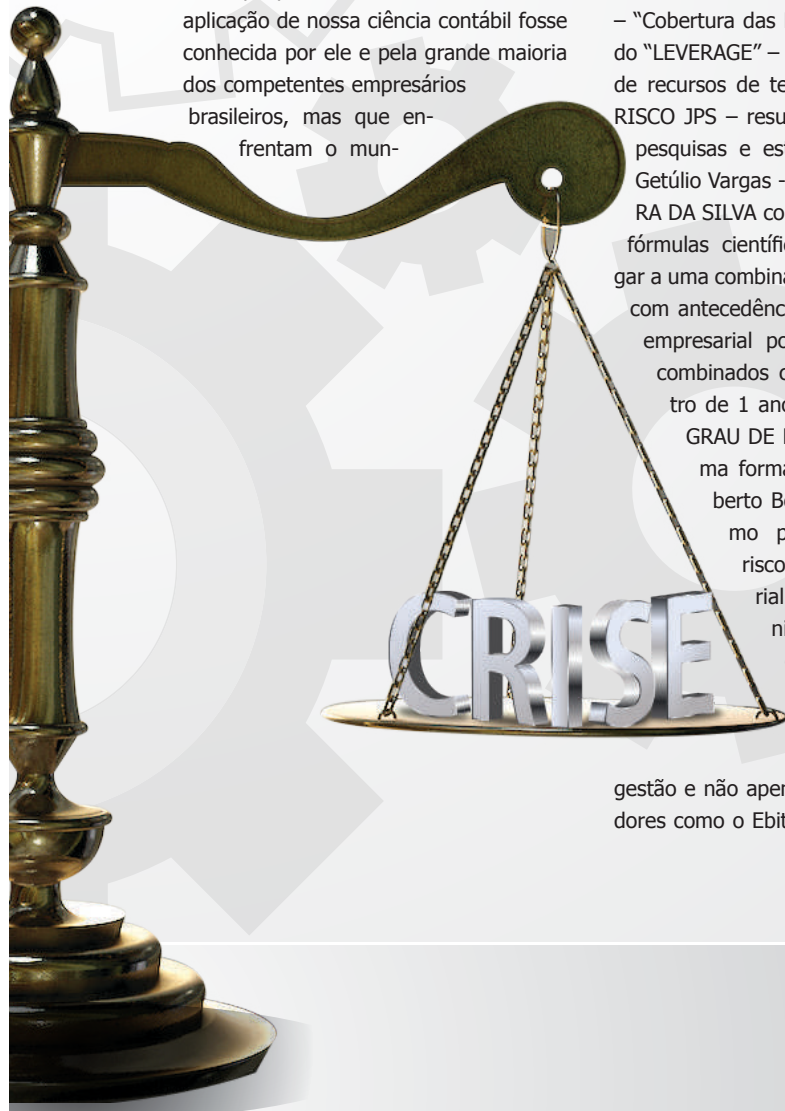 aplicação de nossa ciência contábil fosse
conhecida por ele e pela grande maioria
dos competentes empresários
brasileiros, mas que en-
frentam o mun-
– “Cobertura das
do “LEVERAGE” –
de recursos de te
RISCO JPS – resu
pesquisas e est
Getúlio Vargas -
RA DA SILVA co
fórmulas científi
gar a uma combina
com antecedênc
empresarial po
combinados c
tro de 1 ano
GRAU DE
ma forma
berto Be
mo p
risco
rial
ni
CRISE
gestão e não aper
dores como o Ebit